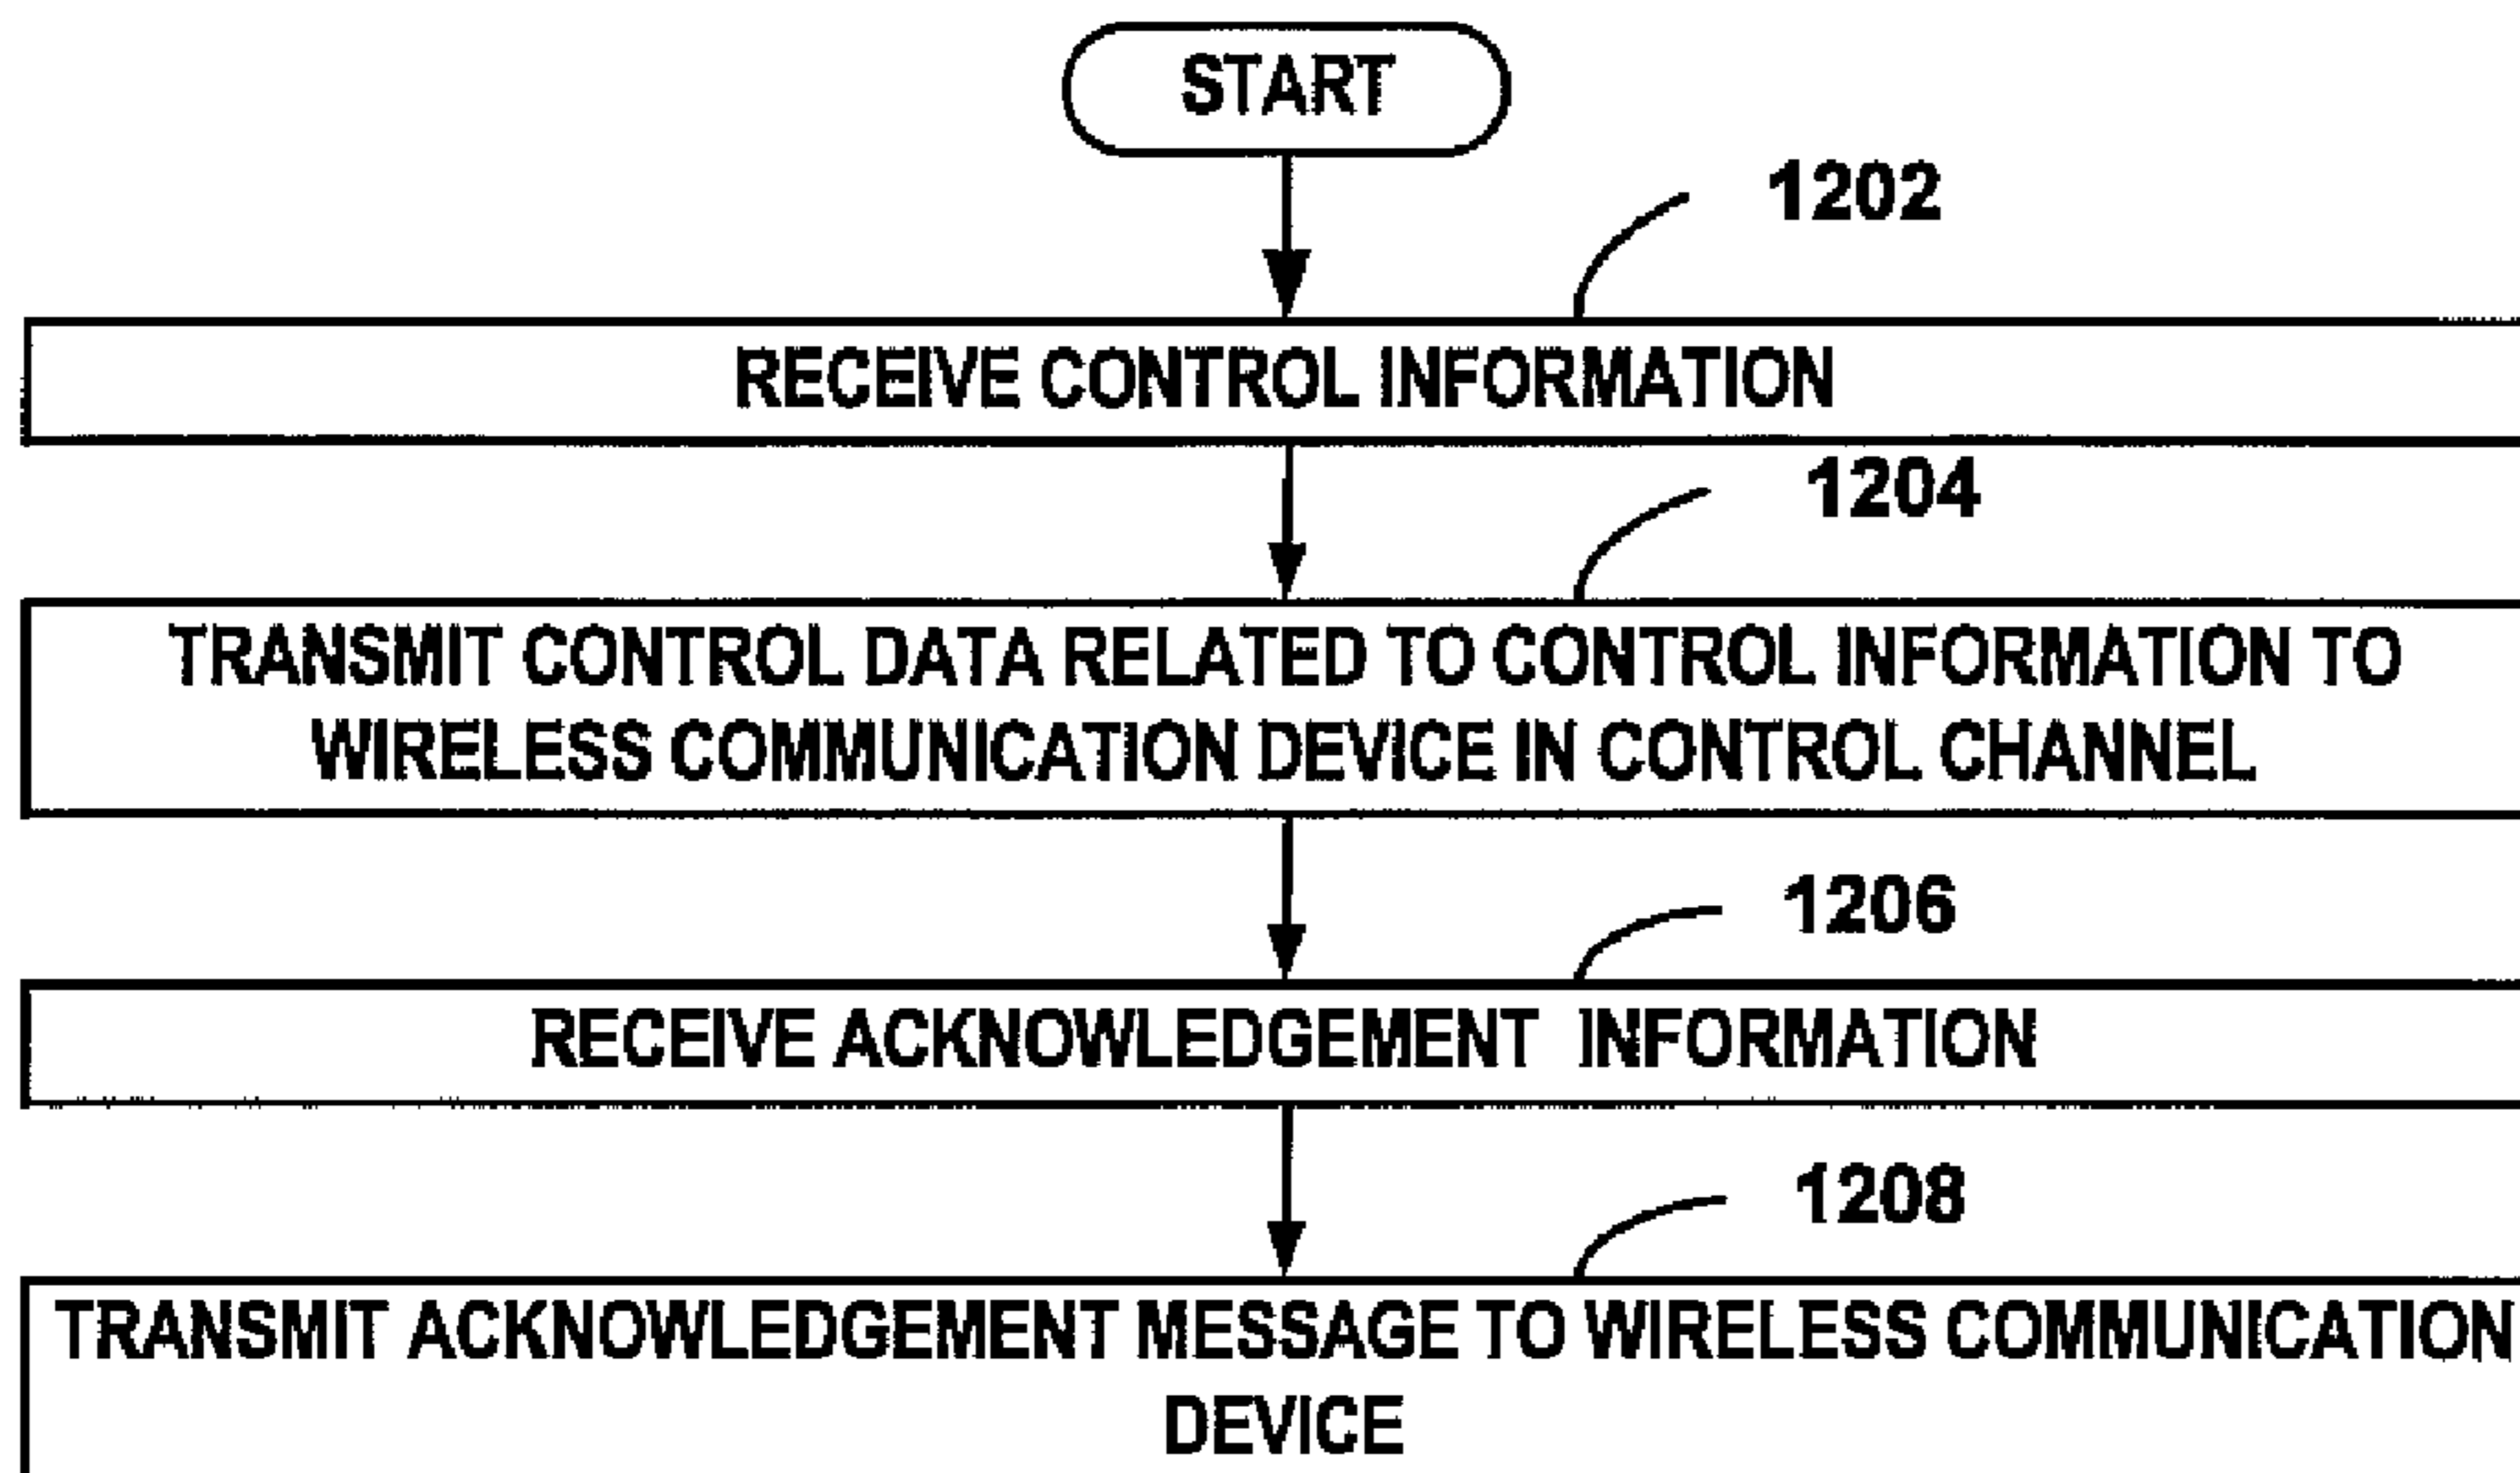 START
1202
RECEIVE CONTROL INFORMATION
1204
TRANSMIT CONTROL DATA RELATED TO CONTROL INFORMATION TO
WIRELESS COMMUNICATION DEVICE IN CONTROL CHANNEL
1206
RECEIVE ACKNOWLEDGEMENT INFORMATION
1208
TRANSMIT ACKNOWLEDGEMENT MESSAGE TO WIRELESS COMMUNICATION
DEVICE